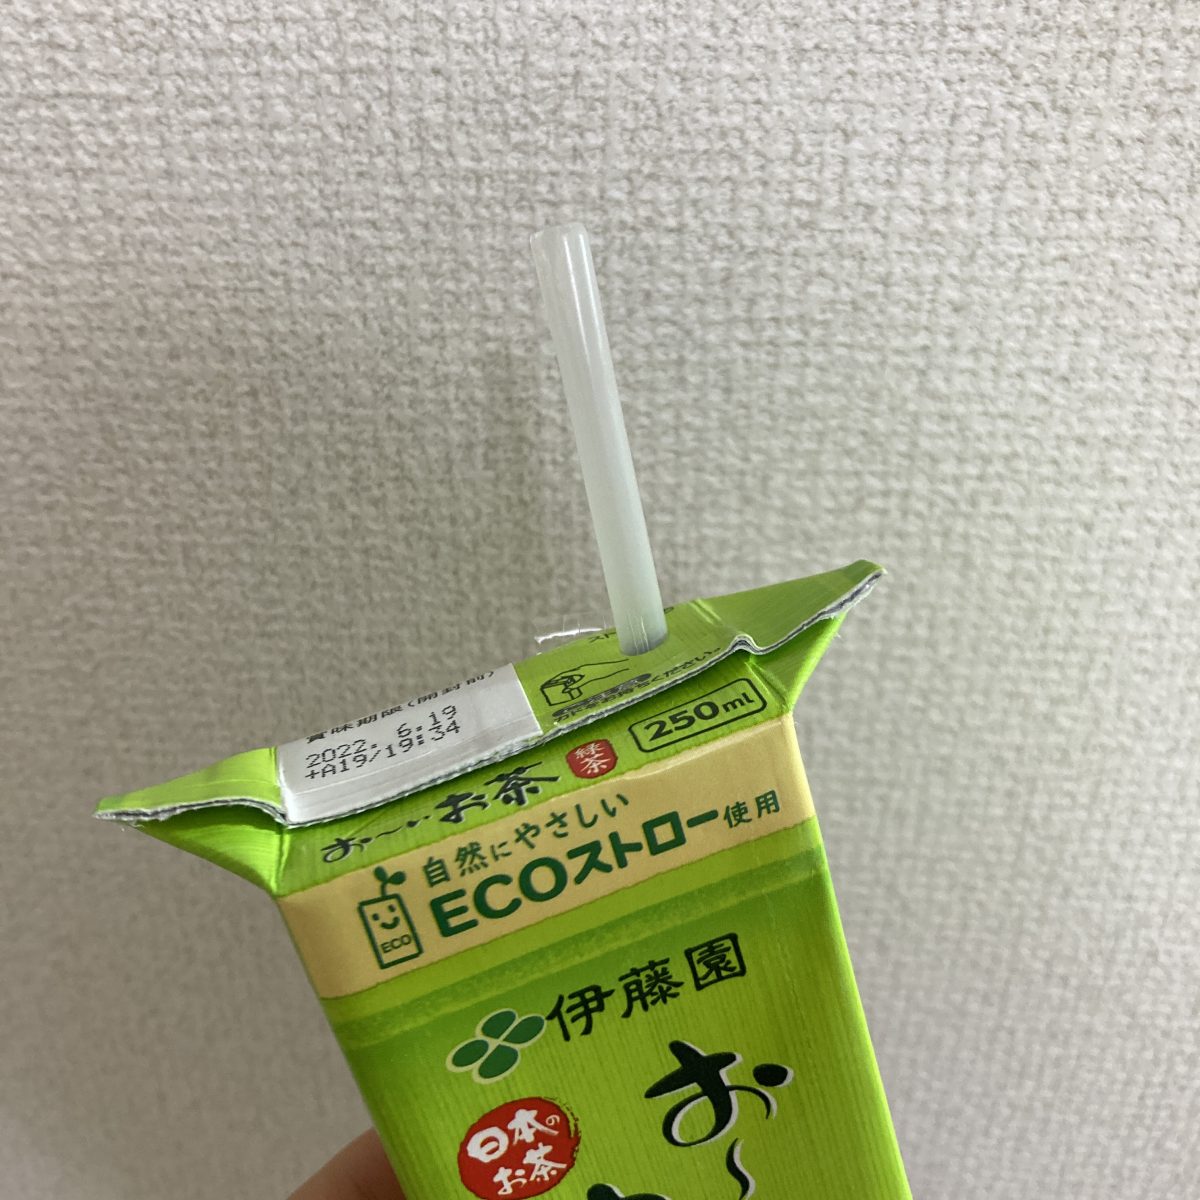 賞味期限(開封前)
2022. 6.19
+A19/19:34
お～いお茶
緑茶
250ml
自然にやさしい
ECOストロー使用
ECO
伊藤園
お～
日本の
お茶